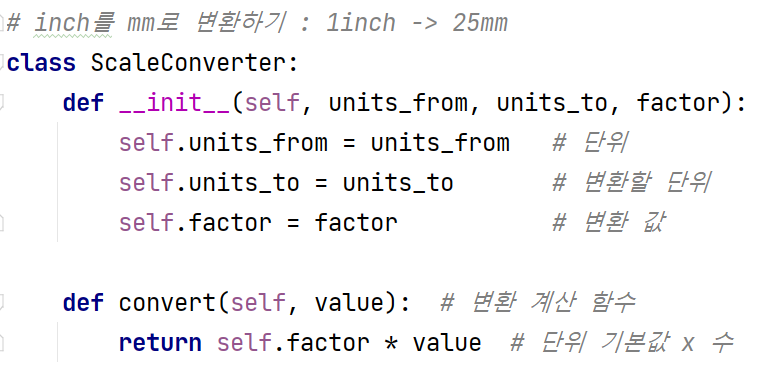 # inch를 mm로 변환하기 : 1inch -> 25mm
class ScaleConverter:
    def __init__(self, units_from, units_to, factor):
        self.units_from = units_from   # 단위
        self.units_to = units_to       # 변환할 단위
        self.factor = factor           # 변환 값
    def convert(self, value):  # 변환 계산 함수
        return self.factor * value  # 단위 기본값 x 수